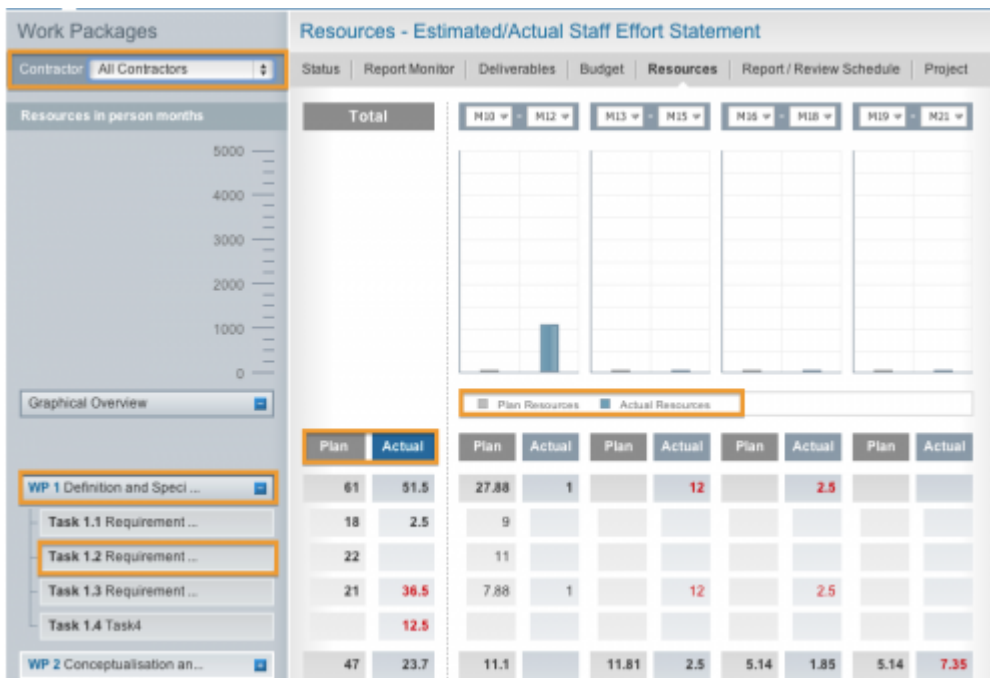 Work Packages
Resources - Estimated/Actual Staff Effort Statement
Contractor All Contractors
Status Report Monitor Deliverables Budget Resources Report / Review Schedule Project
Resources in person months
Total M10 - M12 M13 - M15 M16 - M18 M19 - M21
5000
4000
3000
2000
1000
0
Graphical Overview
Plan Resources Actual Resources
Plan Actual Plan Actual Plan Actual Plan Actual Plan Actual
WP 1 Definition and Speci ... 61 51.5 27.88 1 12 2.5
Task 1.1 Requirement ... 18 2.5 9
Task 1.2 Requirement ... 22 11
Task 1.3 Requirement ... 21 36.5 7.88 1 12 2.5
Task 1.4 Task4 12.5
WP 2 Conceptualisation an... 47 23.7 11.1 11.81 2.5 5.14 1.85 5.14 7.35